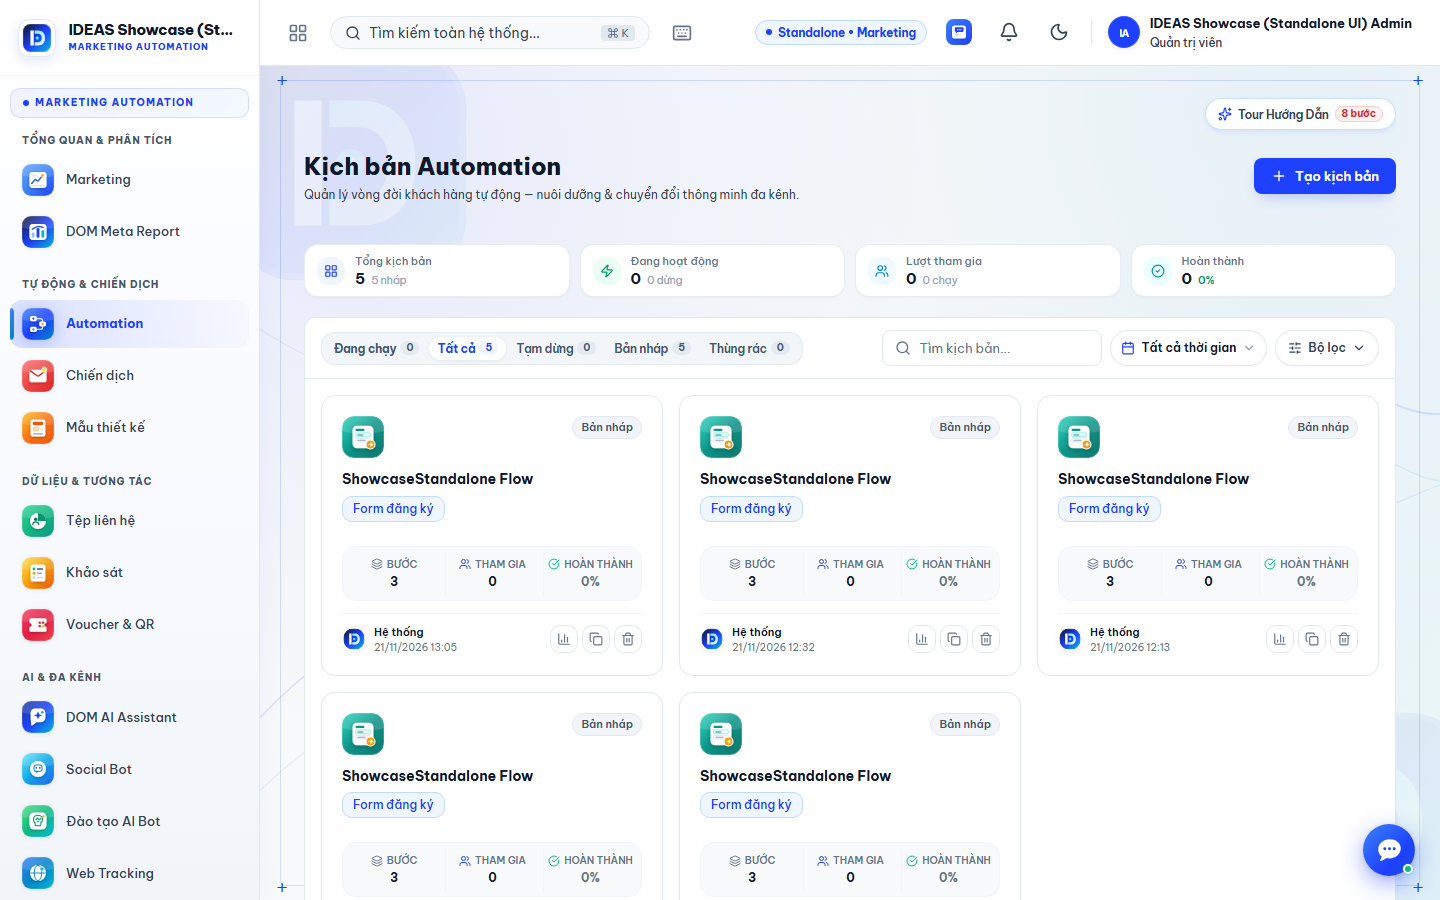 IDEAS Showcase (St...
MARKETING AUTOMATION
MARKETING AUTOMATION
TỔNG QUAN & PHÂN TÍCH
Marketing
DOM Meta Report
TỰ ĐỘNG & CHIẾN DỊCH
Automation
Chiến dịch
Mẫu thiết kế
DỮ LIỆU & TƯƠNG TÁC
Tệp liên hệ
Khảo sát
Voucher & QR
AI & ĐA KÊNH
DOM AI Assistant
Social Bot
Đào tạo AI Bot
Web Tracking
Tìm kiếm toàn hệ thống...
⌘ K
Standalone • Marketing
IA
IDEAS Showcase (Standalone UI) Admin
Quản trị viên
Tour Hướng Dẫn 8 bước
Kịch bản Automation
Quản lý vòng đời khách hàng tự động — nuôi dưỡng & chuyển đổi thông minh đa kênh.
Tạo kịch bản
Tổng kịch bản
5 5 nháp
Đang hoạt động
0 0 dừng
Lượt tham gia
0 0 chạy
Hoàn thành
0 0%
Đang chạy 0
Tất cả 5
Tạm dừng 0
Bản nháp 5
Thùng rác 0
Tìm kịch bản...
Tất cả thời gian
Bộ lọc
Bản nháp
ShowcaseStandalone Flow
Form đăng ký
BƯỚC THAM GIA HOÀN THÀNH
3 0 0%
Hệ thống
21/11/2026 13:05
Bản nháp
ShowcaseStandalone Flow
Form đăng ký
BƯỚC THAM GIA HOÀN THÀNH
3 0 0%
Hệ thống
21/11/2026 12:32
Bản nháp
ShowcaseStandalone Flow
Form đăng ký
BƯỚC THAM GIA HOÀN THÀNH
3 0 0%
Hệ thống
21/11/2026 12:13
Bản nháp
ShowcaseStandalone Flow
Form đăng ký
BƯỚC THAM GIA HOÀN THÀNH
3 0 0%
Bản nháp
ShowcaseStandalone Flow
Form đăng ký
BƯỚC THAM GIA HOÀN THÀNH
3 0 0%